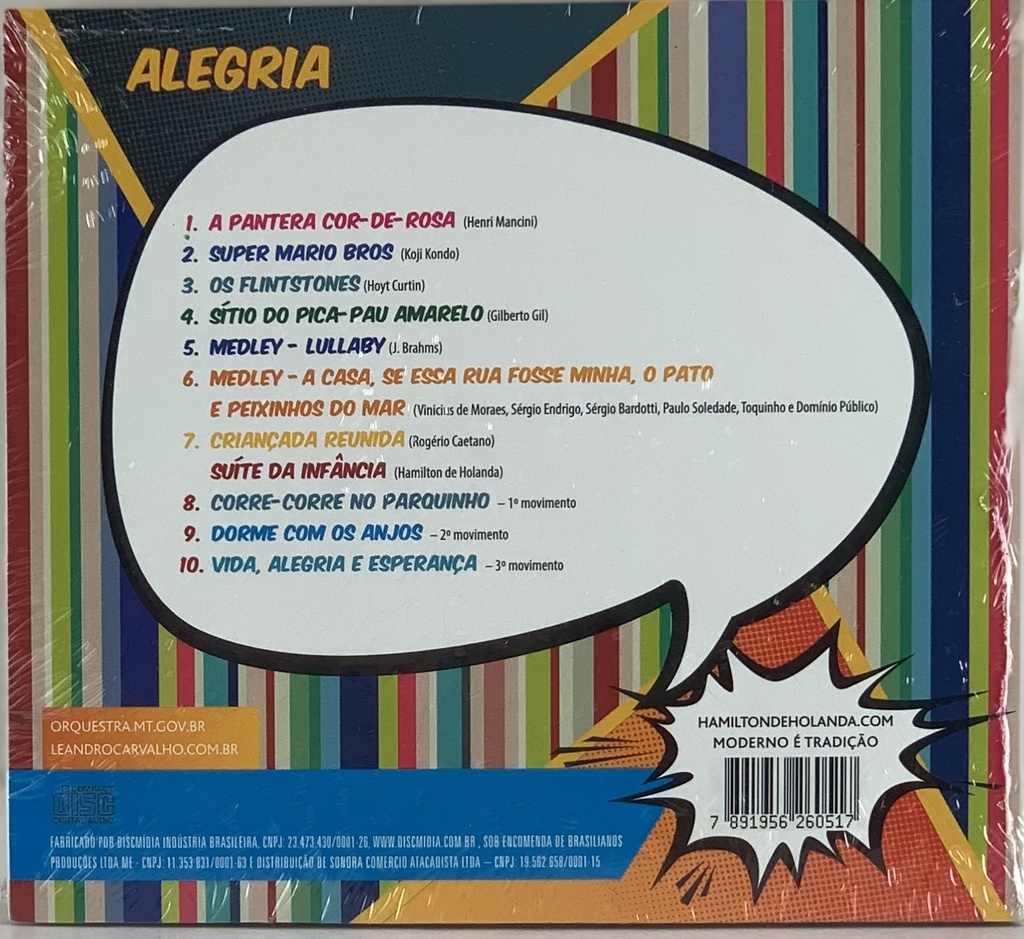 ALEGRIA
1. A PANTERA COR-DE-ROSA (Henri Mancini)
2. SUPER MARIO BROS (Koji Kondo)
3. OS FLINTSTONES (Hoyt Curtin)
4. SÍTIO DO PICA-PAU AMARELO (Gilberto Gil)
5. MEDLEY - LULLABY (J. Brahms)
6. MEDLEY - A CASA, SE ESSA RUA FOSSE MINHA, O PATO
E PEIXINHOS DO MAR (Vinicius de Moraes, Sérgio Endrigo, Sérgio Bardotti, Paulo Soledade, Toquinho e Domínio Público)
7. CRIANÇADA REUNIDA (Rogério Caetano)
SUÍTE DA INFÂNCIA (Hamilton de Holanda)
8. CORRE-CORRE NO PARQUINHO – 1º movimento
9. DORME COM OS ANJOS – 2º movimento
10. VIDA, ALEGRIA E ESPERANÇA – 3º movimento
ORQUESTRA.MT.GOV.BR
LEANDROCARVALHO.COM.BR
HAMILTONDEHOLANDA.COM
MODERNO É TRADIÇÃO
7 891956 260517
COMPACT
disc
DIGITAL AUDIO
FABRICADO POR DISCMÍDIA INDÚSTRIA BRASILEIRA, CNPJ: 23.473.430/0001-26, WWW.DISCMIDIA.COM.BR , SOB ENCOMENDA DE BRASILIANOS
PRODUÇÕES LTDA ME - CNPJ: 11.353.831/0001-63 E DISTRIBUIÇÃO DE SONORA COMERCIO ATACADISTA LTDA – CNPJ: 19.562.658/0001-15